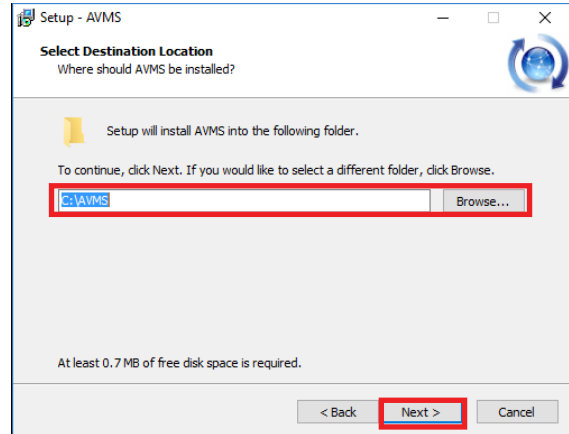 Setup - AVMS
Select Destination Location
Where should AVMS be installed?
Setup will install AVMS into the following folder.
To continue, click Next. If you would like to select a different folder, click Browse.
C:\AVMS
Browse...
At least 0.7 MB of free disk space is required.
< Back Next > Cancel